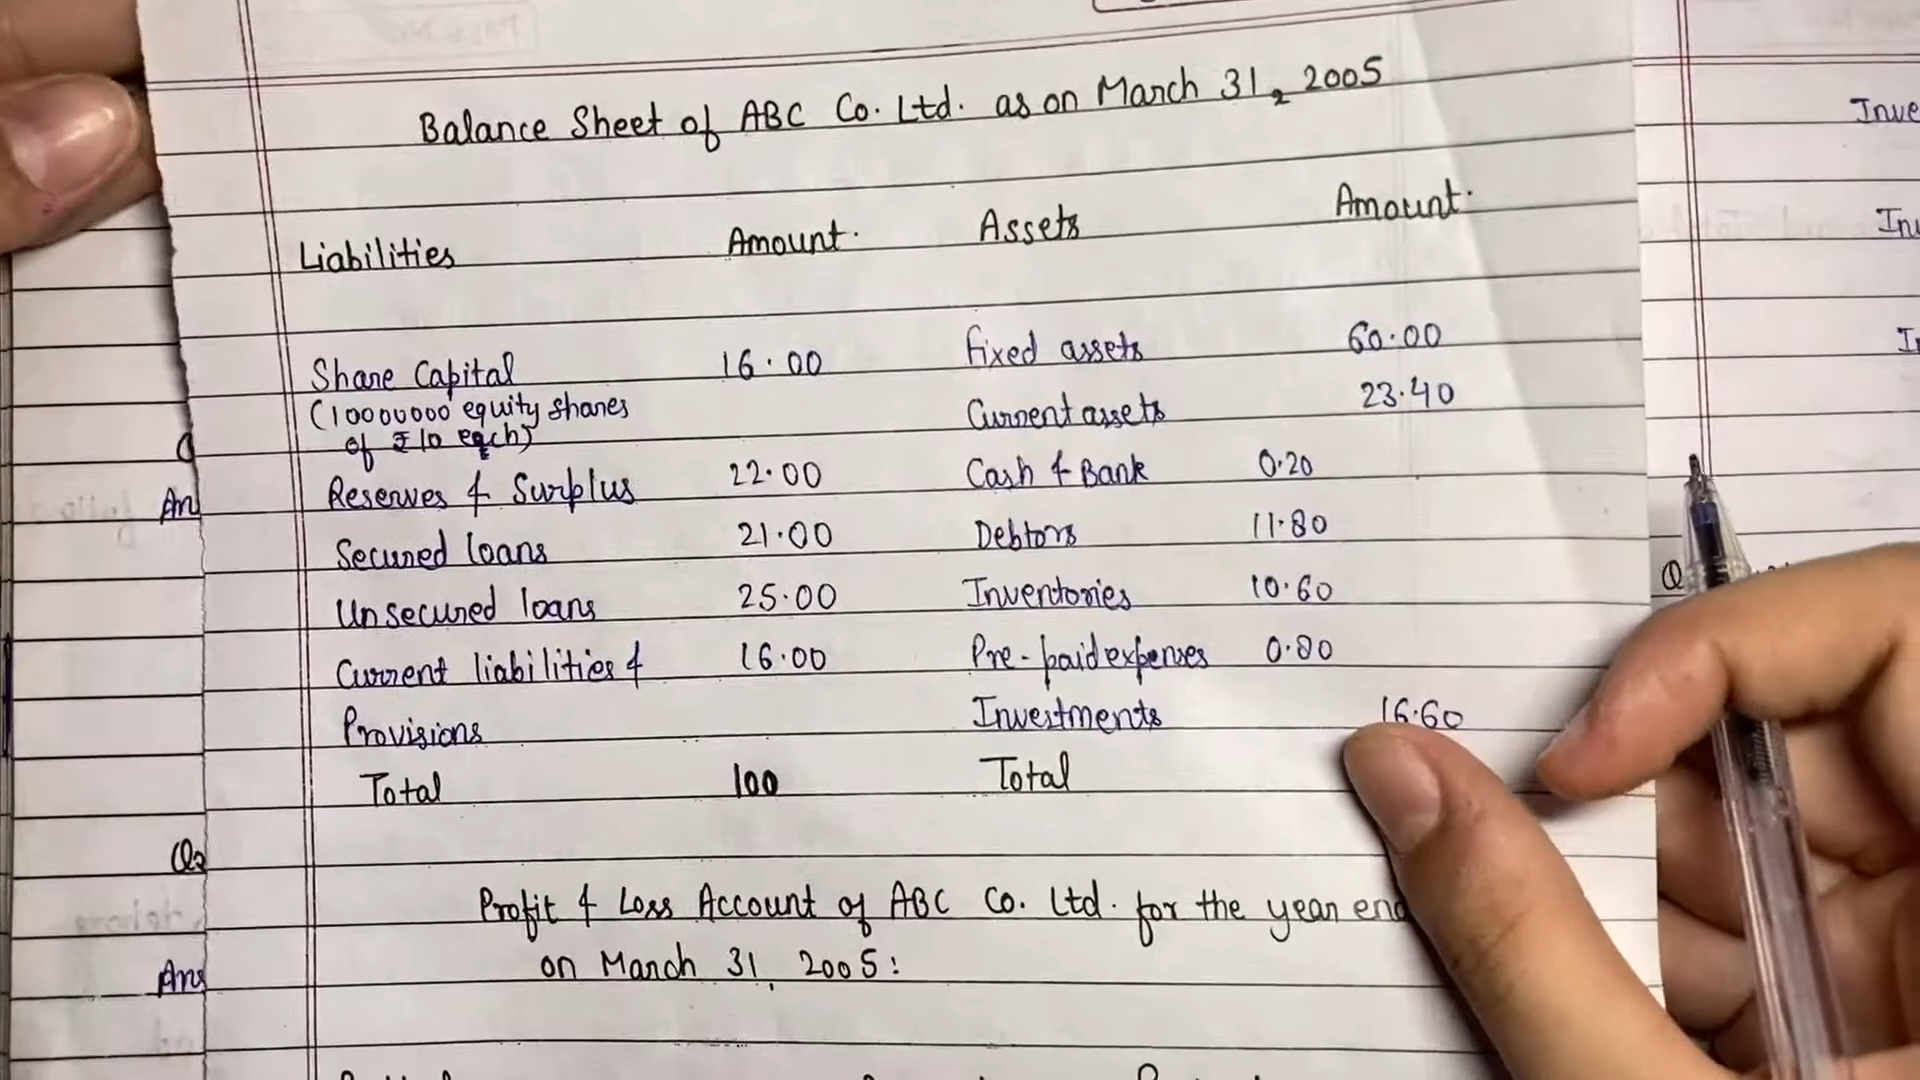 Balance Sheet of ABC Co. Ltd. as on March 31, 2005
Liabilities Amount. Assets Amount.
Share Capital 16.00 Fixed assets 60.00
(10000000 equity shares of ₹10 each) Current assets 23.40
Reserves & Surplus 22.00 Cash & Bank 0.20
Secured loans 21.00 Debtors 11.80
Unsecured loans 25.00 Inventories 10.60
Current liabilities & 16.00 Pre-paid expenses 0.80
Provisions Investments 16.60
Total 100 Total
Profit & Loss Account of ABC Co. Ltd. for the year end
on March 31, 2005:
An
Q2
Ans
Inve